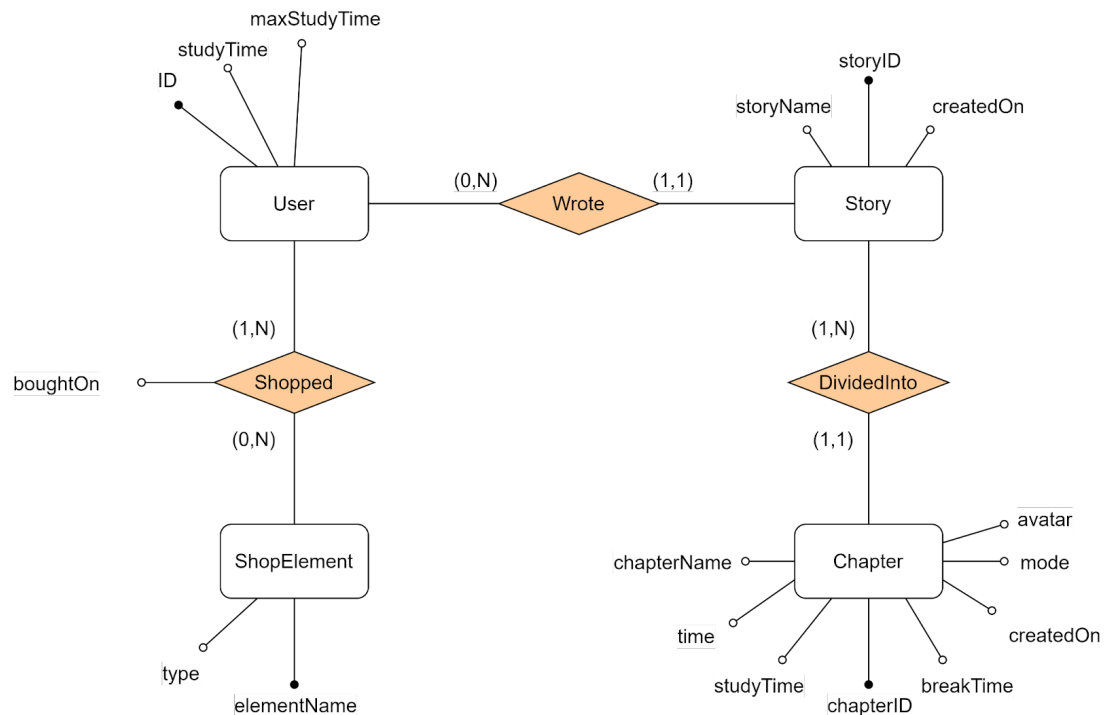 maxStudyTime
studyTime
ID
storyID
storyName
createdOn
User
(0,N)
Wrote
(1,1)
Story
(1,N)
(1,N)
boughtOn
Shopped
DividedInto
(0,N)
(1,1)
avatar
ShopElement
chapterName
Chapter
mode
time
createdOn
type
studyTime
breakTime
elementName
chapterID